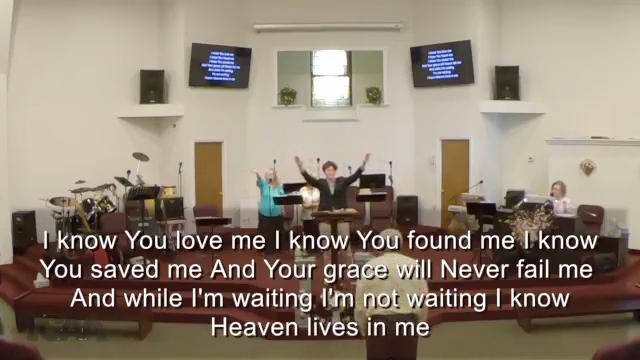 I know You love me I know You found me I know
You saved me And Your grace will Never fail me
And while I'm waiting I'm not waiting I know
Heaven lives in me